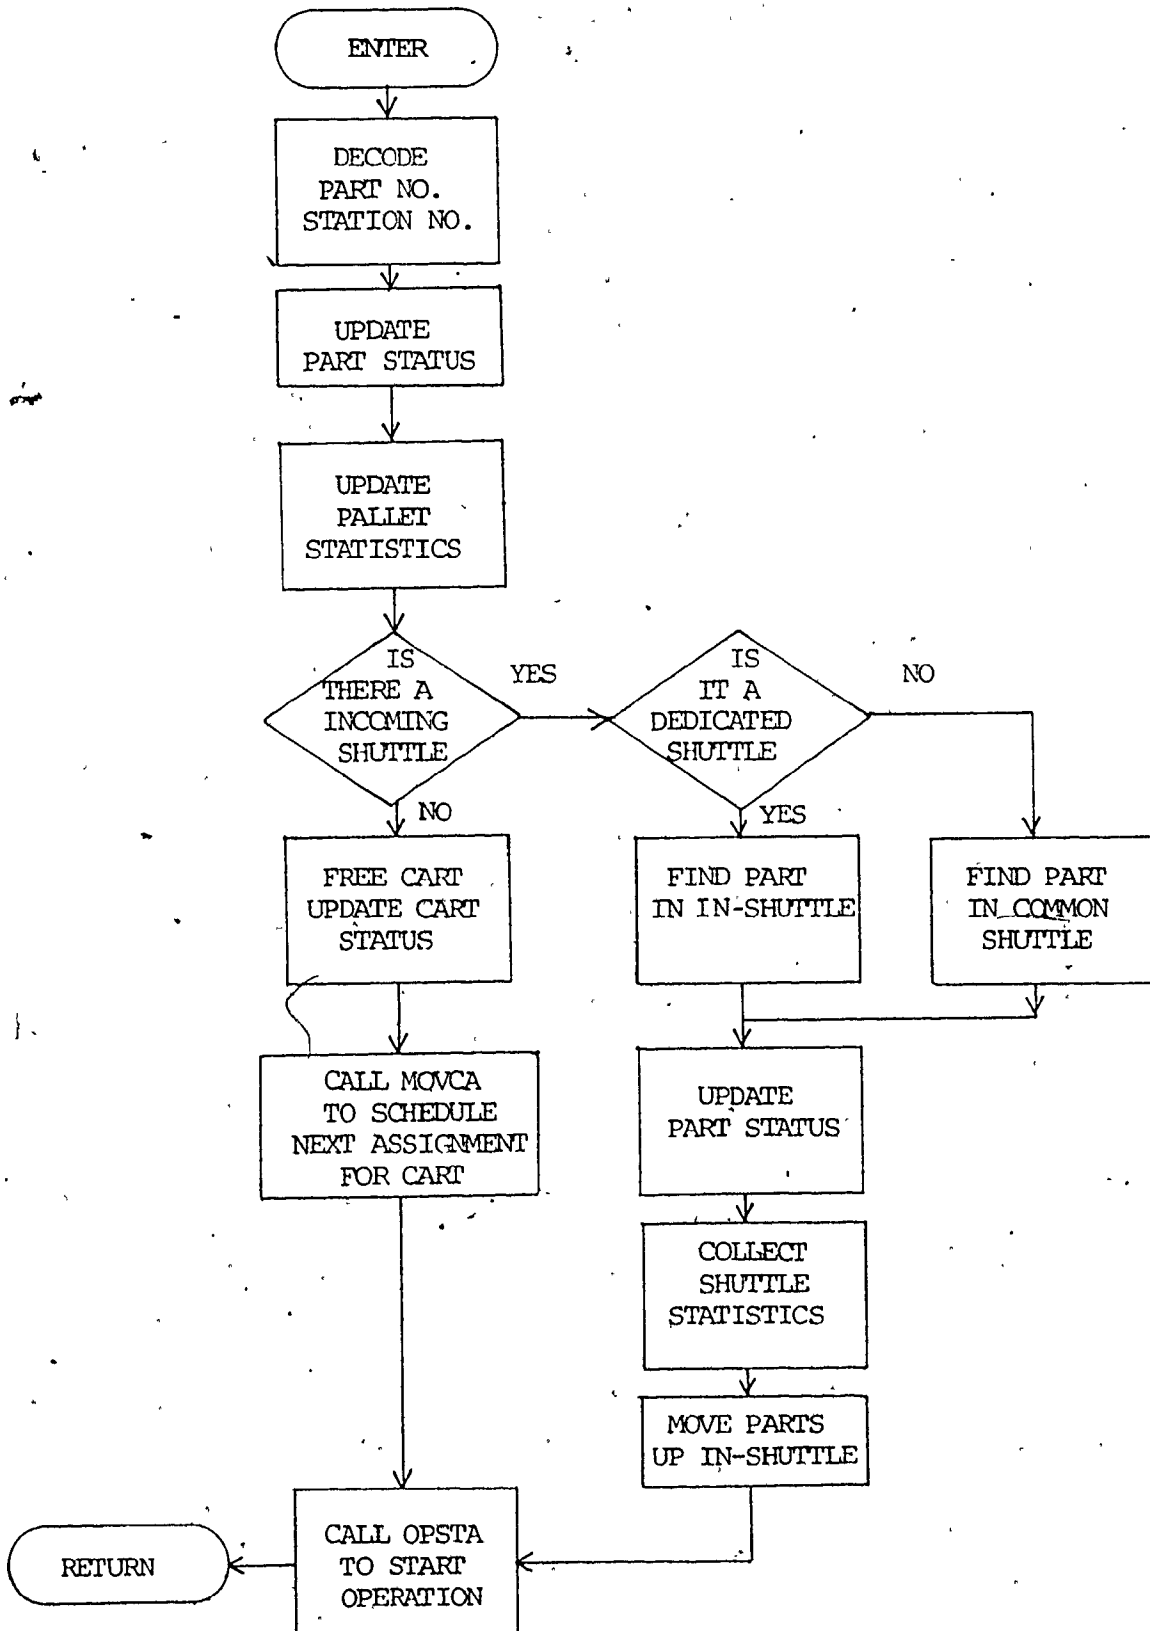 ENTER
DECODE
PART NO.
STATION NO.
UPDATE
PART STATUS
UPDATE
PALLET
STATISTICS
IS
THERE A
INCOMING
SHUTTLE
YES
NO
IS
IT A
DEDICATED
SHUTTLE
NO
YES
FREE CART
UPDATE CART
STATUS
FIND PART
IN IN-SHUTTLE
FIND PART
IN COMMON
SHUTTLE
CALL MOVCA
TO SCHEDULE
NEXT ASSIGNMENT
FOR CART
UPDATE
PART STATUS
COLLECT
SHUTTLE
STATISTICS
MOVE PARTS
UP IN-SHUTTLE
CALL OPSTA
TO START
OPERATION
RETURN